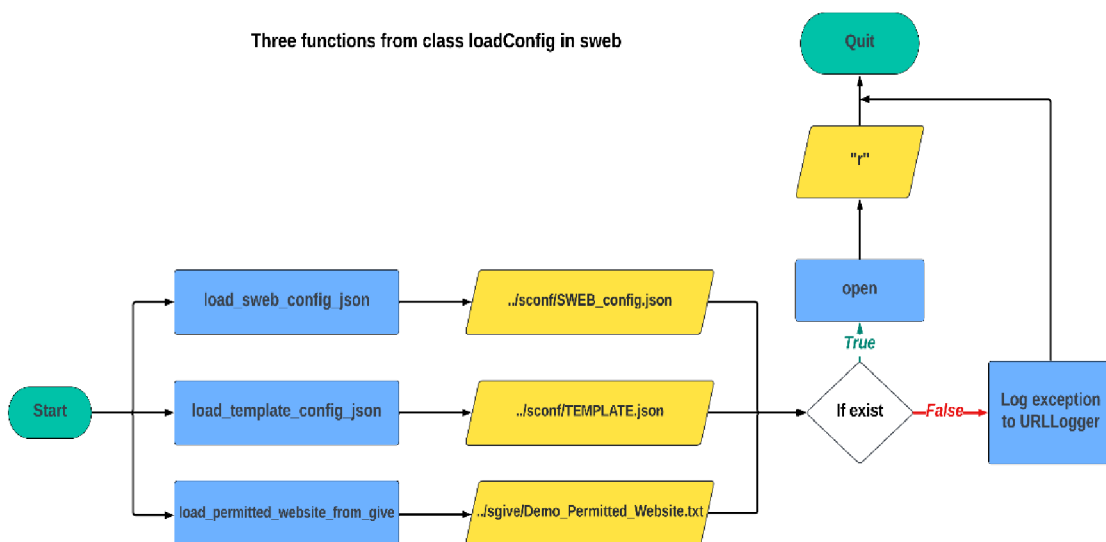 Three functions from class loadConfig in sweb
Quit
"r"
load_sweb_config_json
../sconf/SWEB_config.json
open
True
Start
load_template_config_json
../sconf/TEMPLATE.json
If exist
False
Log exception
to URLLogger
load_permitted_website_from_give
../sgive/Demo_Permitted_Website.txt